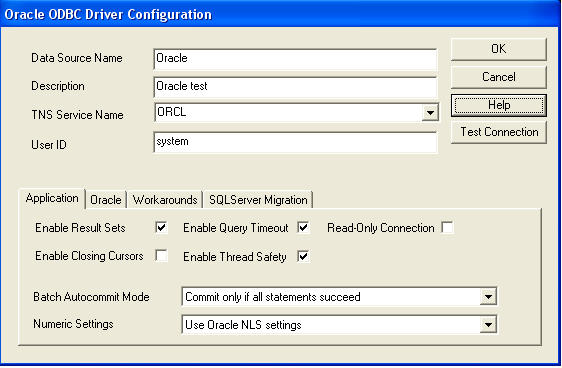 Oracle ODBC Driver Configuration
Data Source Name Oracle OK
Description Oracle test Cancel
TNS Service Name ORCL Help
User ID system Test Connection
Application Oracle Workarounds SQLServer Migration
Enable Result Sets Enable Query Timeout Read-Only Connection
Enable Closing Cursors Enable Thread Safety
Batch Autocommit Mode Commit only if all statements succeed
Numeric Settings Use Oracle NLS settings